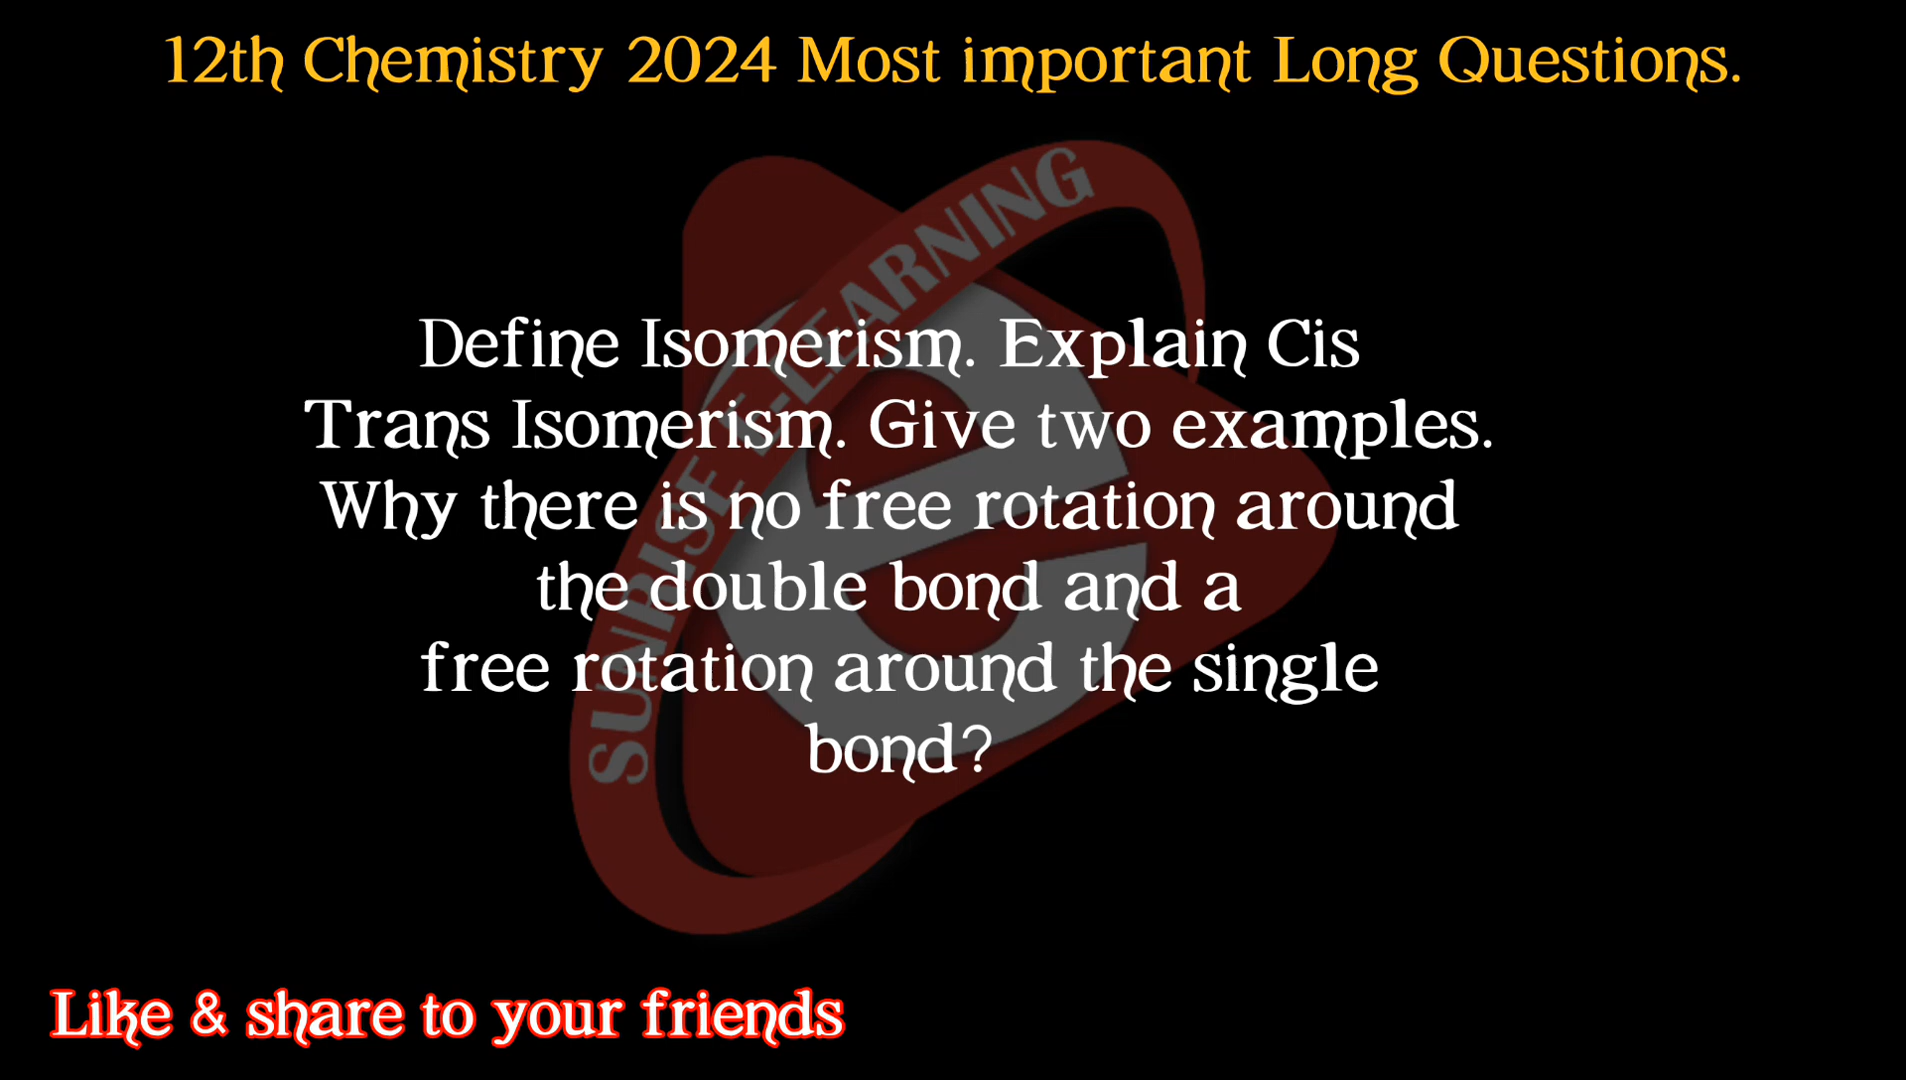 12th Chemistry 2024 Most important Long Questions.
SUNRISE E-LEARNING
Define Isomerism. Explain Cis
Trans Isomerism. Give two examples.
Why there is no free rotation around
the double bond and a
free rotation around the single
bond?
Like & share to your friends